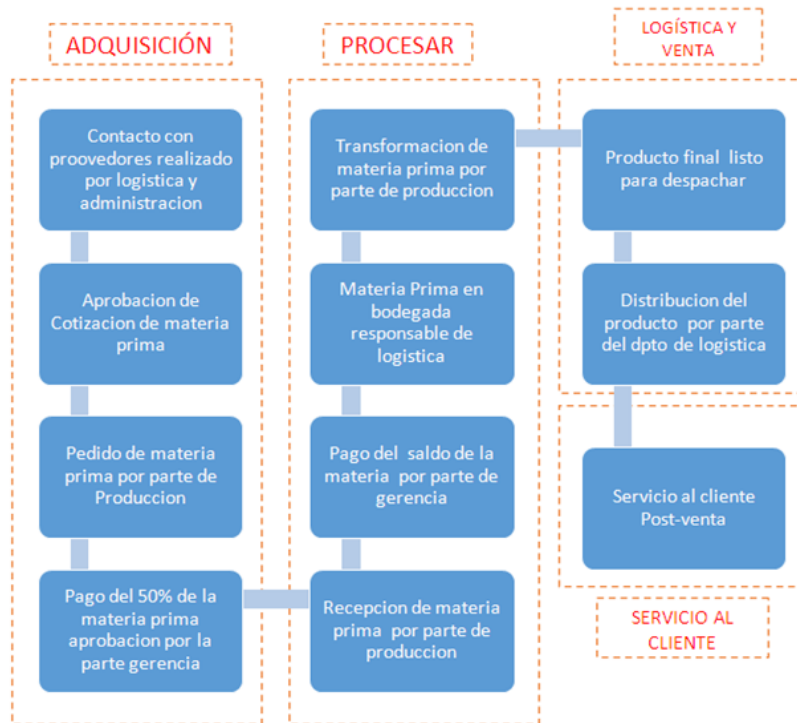 ADQUISICIÓN
Contacto con
proovedores realizado
por logistica y
administracion
Aprobacion de
Cotizacion de materia
prima
Pedido de materia
prima por parte de
Produccion
Pago del 50% de la
materia prima
aprobacion por la
parte gerencia
PROCESAR
Transformacion de
materia prima por
parte de produccion
Materia Prima en
bodegada
responsable de
logistica
Pago del saldo de la
materia por parte de
gerencia
Recepcion de materia
prima por parte de
produccion
LOGÍSTICA Y
VENTA
Producto final listo
para despachar
Distribucion del
producto por parte
del dpto de logistica
Servicio al cliente
Post-venta
SERVICIO AL
CLIENTE